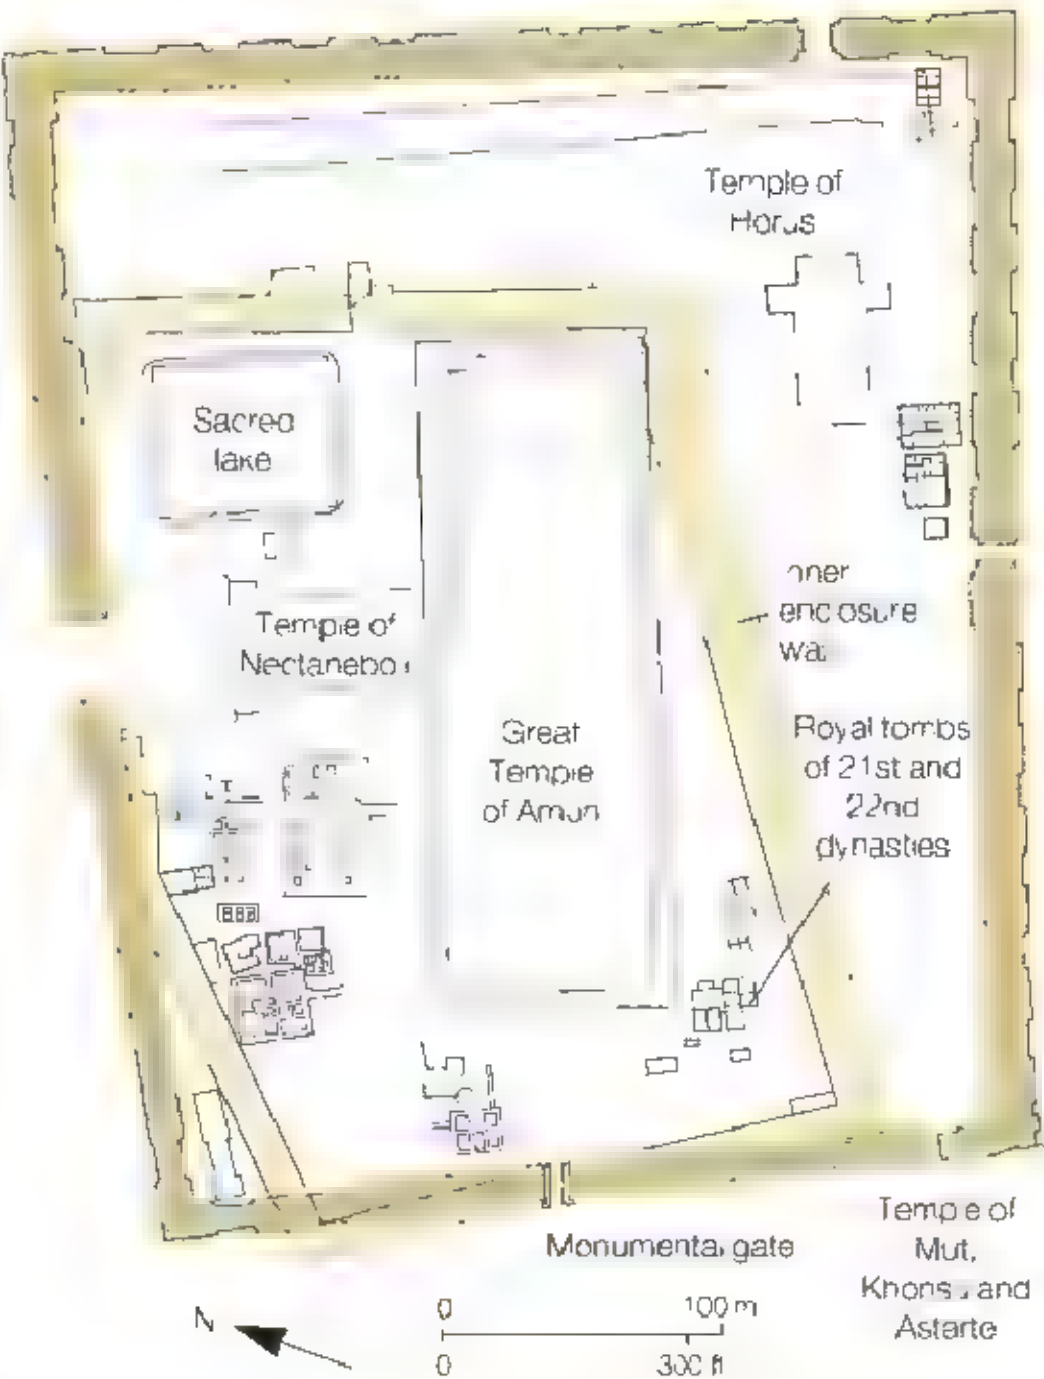 Temple of
Horus
Sacred
lake
Inner
enclosure
wall
Temple of
Nectanebo I
Great
Temple
of Amun
Royal tombs
of 21st and
22nd
dynasties
Monumental gate
Temple of
Mut,
Khonsu and
Astarte
N
0 100 m
0 300 ft